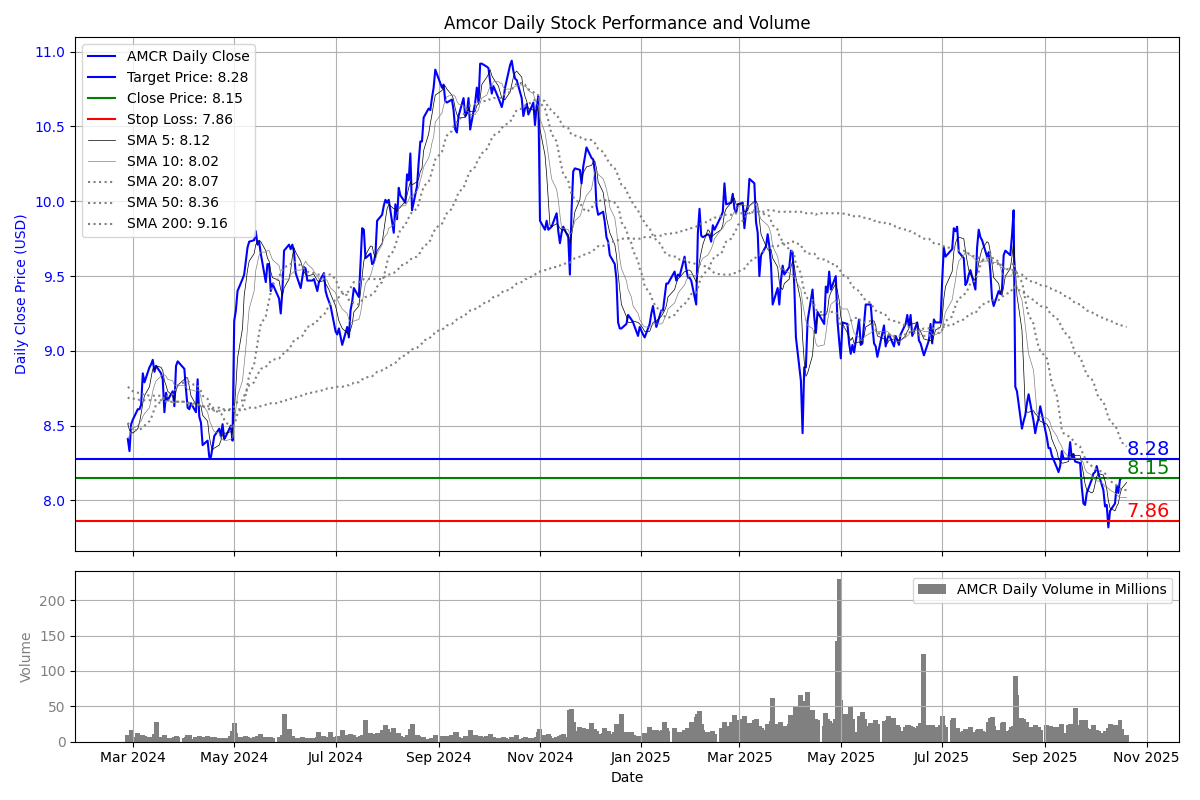 Amcor Daily Stock Performance and Volume
11.0
10.5
10.0
9.5
9.0
8.5
8.0
Daily Close Price (USD)
AMCR Daily Close
Target Price: 8.28
Close Price: 8.15
Stop Loss: 7.86
SMA 5: 8.12
SMA 10: 8.02
SMA 20: 8.07
SMA 50: 8.36
SMA 200: 9.16
8.28
8.15
7.86
200
150
100
50
0
Volume
AMCR Daily Volume in Millions
Mar 2024 May 2024 Jul 2024 Sep 2024 Nov 2024 Jan 2025 Mar 2025 May 2025 Jul 2025 Sep 2025 Nov 2025
Date